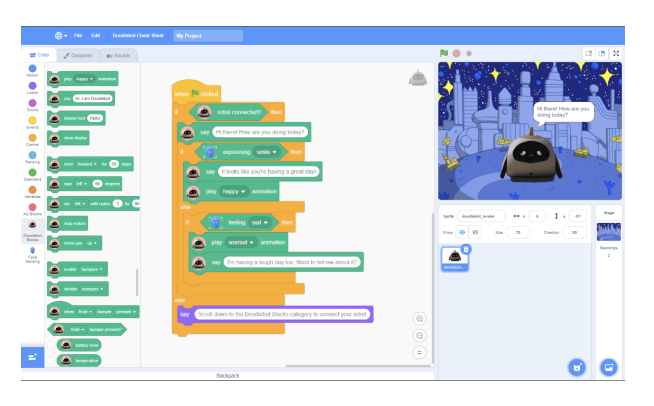 File Edit Doodlebot Cheat Sheet My Project
Code Costumes Sounds
Motion
Looks
Sound
Events
Control
Sensing
Operators
Variables
My Blocks
Doodlebot Blocks
Face Sensing
play happy animation
say Hi, I am Doodlebot
display text Hello!
clear display
drive forward for 50 steps
spin left 90 degrees
arc left with radius 2 for 90
stop motion
move pen up
enable bumpers
disable bumpers
when front bumper pressed
front bumper pressed?
battery level
temperature
when clicked
if robot connected? then
say Hi there! How are you doing today?
if expressing smile then
say It looks like you're having a great day!
play happy animation
else
if feeling sad then
play worried animation
say I'm having a tough day too. Want to tell me about it?
else
say Scroll down to the Doodlebot Blocks category to connect your robot
Backpack
Hi there! How are you doing today?
Sprite doodlebot_render x y -57
Show Size 70 Direction
Stage
Backdrops
2